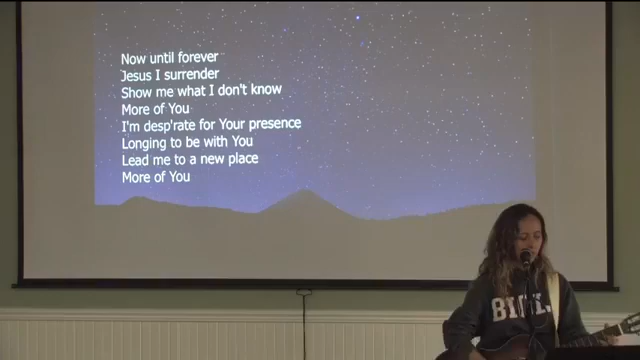 Now until forever
Jesus I surrender
Show me what I don't know
More of You
I'm desp'rate for Your presence
Longing to be with You
Lead me to a new place
More of You